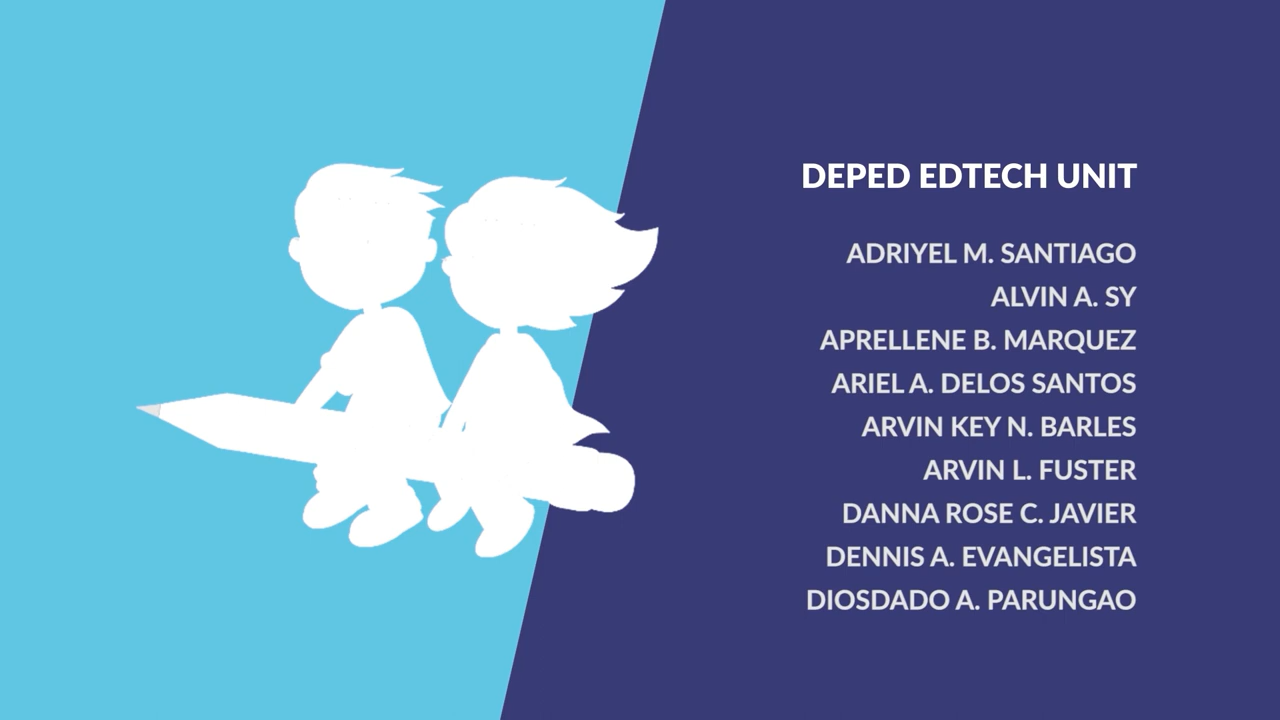 DEPED EDTECH UNIT
ADRIYEL M. SANTIAGO
ALVIN A. SY
APRELLENE B. MARQUEZ
ARIEL A. DELOS SANTOS
ARVIN KEY N. BARLES
ARVIN L. FUSTER
DANNA ROSE C. JAVIER
DENNIS A. EVANGELISTA
DIOSDADO A. PARUNGAO